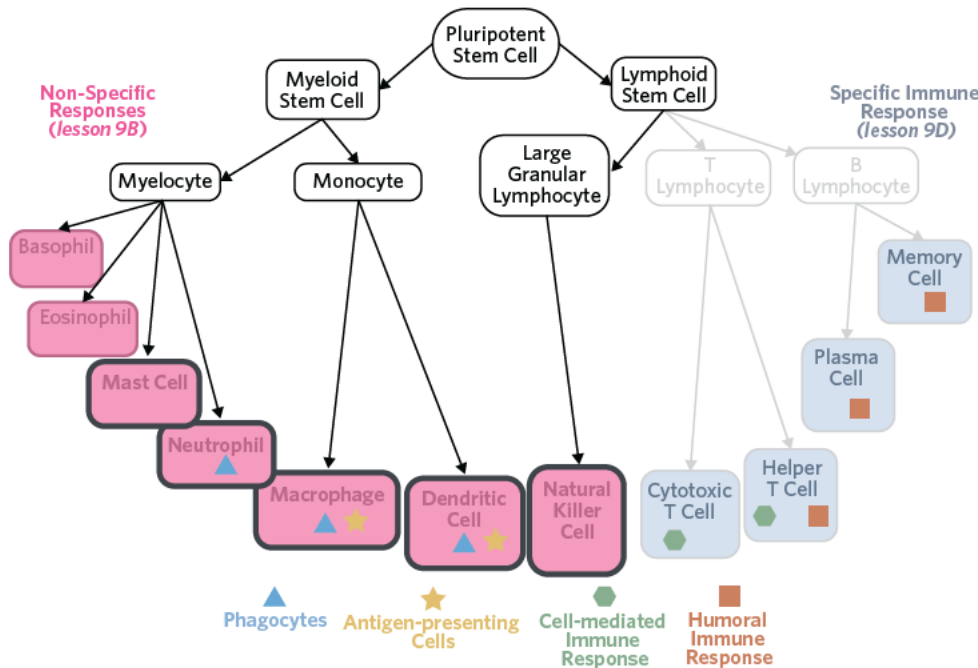 Pluripotent
Stem Cell
Myeloid
Stem Cell
Lymphoid
Stem Cell
Non-Specific
Responses
(lesson 9B)
Specific Immune
Response
(lesson 9D)
Myelocyte
Monocyte
Large
Granular
Lymphocyte
T
Lymphocyte
B
Lymphocyte
Basophil
Eosinophil
Mast Cell
Neutrophil
Macrophage
Dendritic
Cell
Natural
Killer
Cell
Cytotoxic
T Cell
Helper
T Cell
Plasma
Cell
Memory
Cell
Phagocytes
Antigen-presenting
Cells
Cell-mediated
Immune
Response
Humoral
Immune
Response